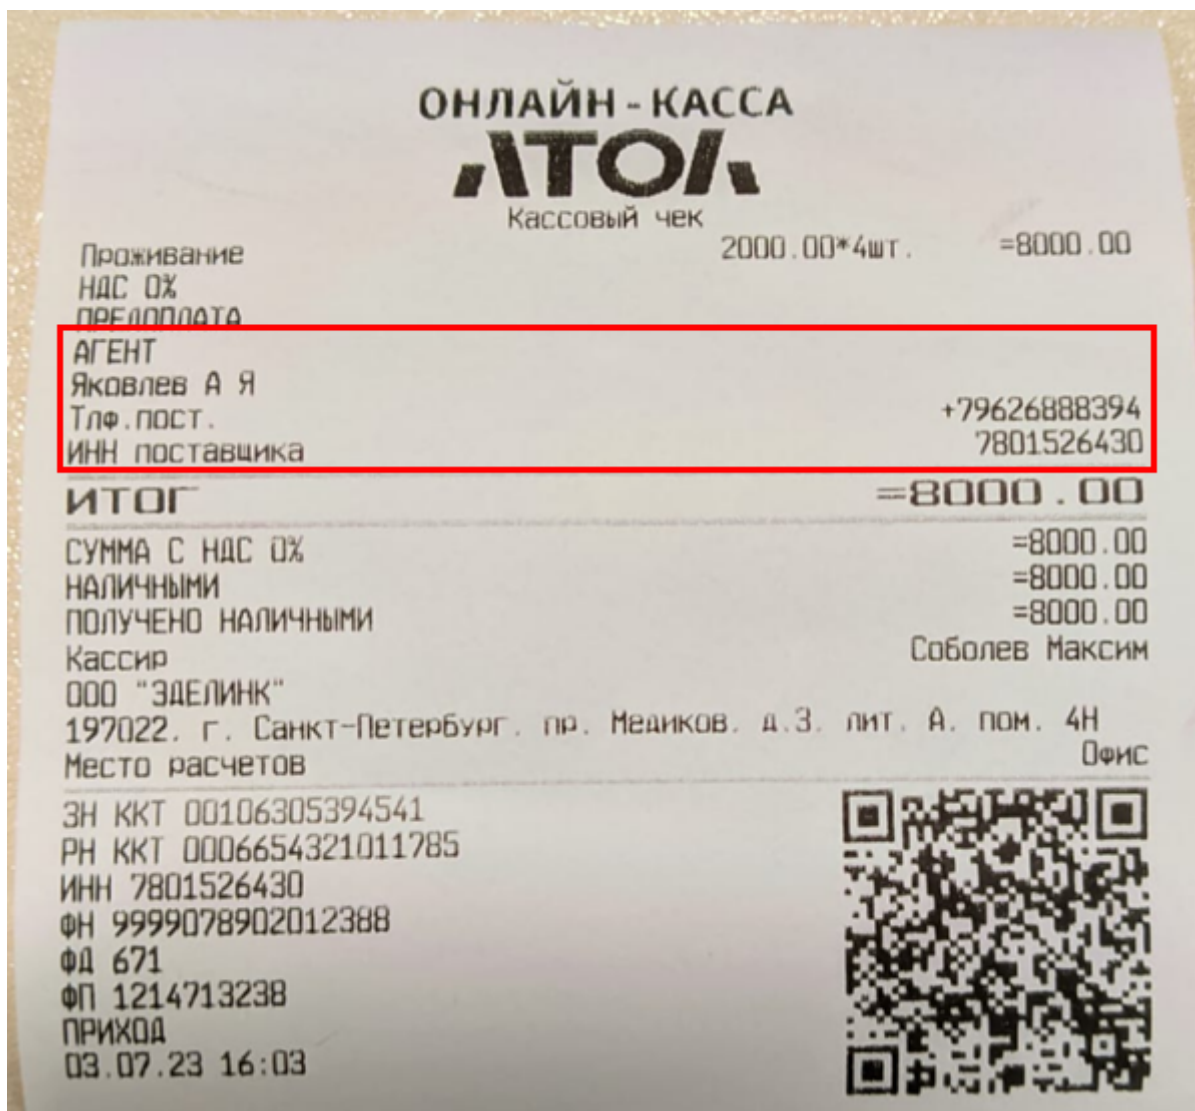 ОНЛАЙН-КАССА
АТОЛ
Кассовый чек
Проживание 2000.00*4шт. =8000.00
НДС 0%
ПРЕДОПЛАТА
АГЕНТ
Яковлев А Я
Тлф.пост. +79626888394
ИНН поставщика 7801526430
ИТОГ =8000.00
СУММА С НДС 0% =8000.00
НАЛИЧНЫМИ =8000.00
ПОЛУЧЕНО НАЛИЧНЫМИ =8000.00
Кассир Соболев Максим
ООО "ЭДЕЛИНК"
197022. г. Санкт-Петербург. пр. Медиков. д.3. лит. А. пом. 4Н
Место расчетов Офис
ЗН ККТ 00106305394541
РН ККТ 0006654321011785
ИНН 7801526430
ФН 9999078902012388
ФД 671
ФП 1214713238
ПРИХОД
03.07.23 16:03